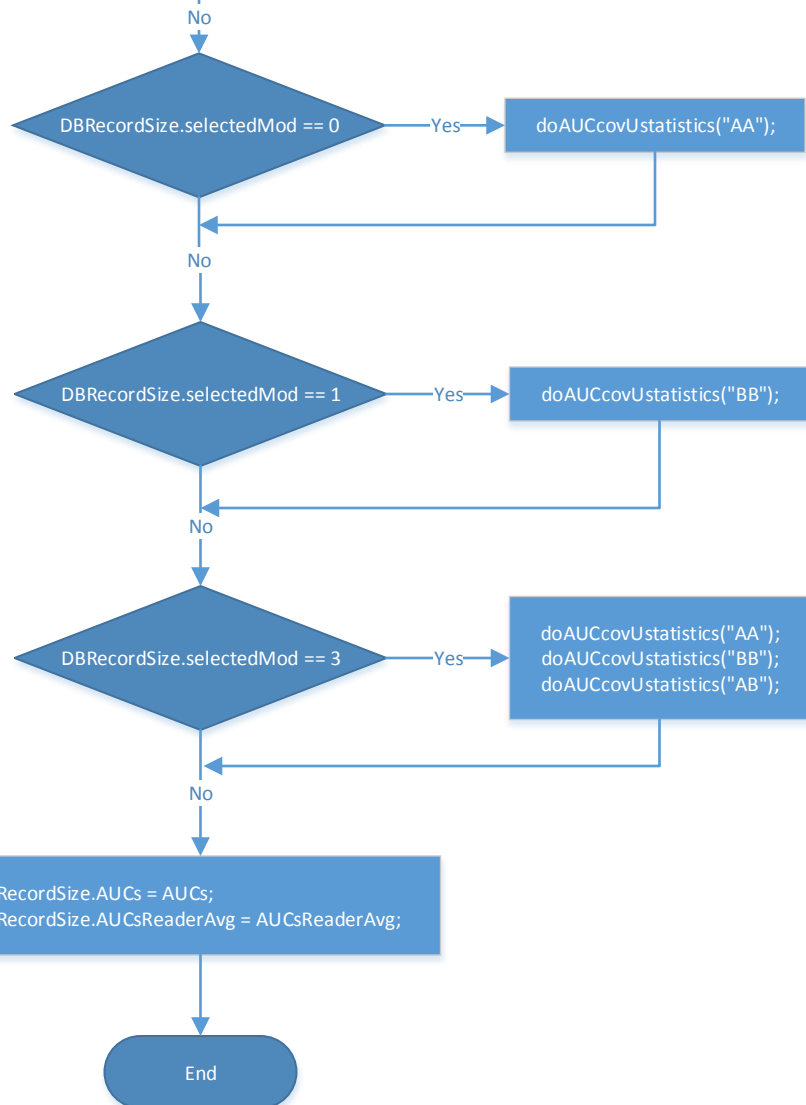 No
DBRecordSize.selectedMod == 0
Yes
doAUCcovUstatistics("AA");
No
DBRecordSize.selectedMod == 1
Yes
doAUCcovUstatistics("BB");
No
DBRecordSize.selectedMod == 3
Yes
doAUCcovUstatistics("AA");
doAUCcovUstatistics("BB");
doAUCcovUstatistics("AB");
No
RecordSize.AUCs = AUCs;
RecordSize.AUCsReaderAvg = AUCsReaderAvg;
End